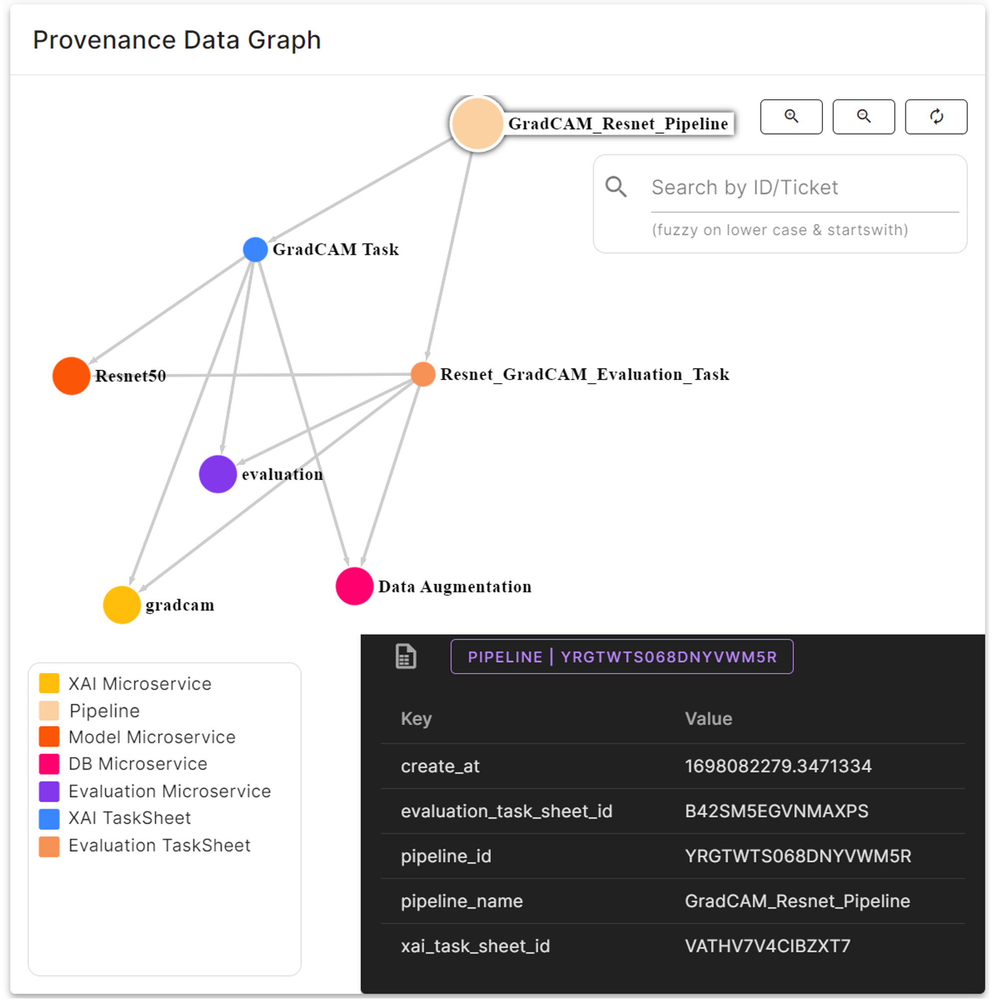 Provenance Data Graph
GradCAM_Resnet_Pipeline
Search by ID/Ticket
(fuzzy on lower case & startswith)
GradCAM Task
Resnet50
Resnet_GradCAM_Evaluation_Task
evaluation
Data Augmentation
gradcam
XAI Microservice
Pipeline
Model Microservice
DB Microservice
Evaluation Microservice
XAI TaskSheet
Evaluation TaskSheet
PIPELINE | YRGTWTS068DNYVWM5R
Key Value
create_at 1698082279.3471334
evaluation_task_sheet_id B42SM5EGVNMAXPS
pipeline_id YRGTWTS068DNYVWM5R
pipeline_name GradCAM_Resnet_Pipeline
xai_task_sheet_id VATHV7V4CIBZXT7